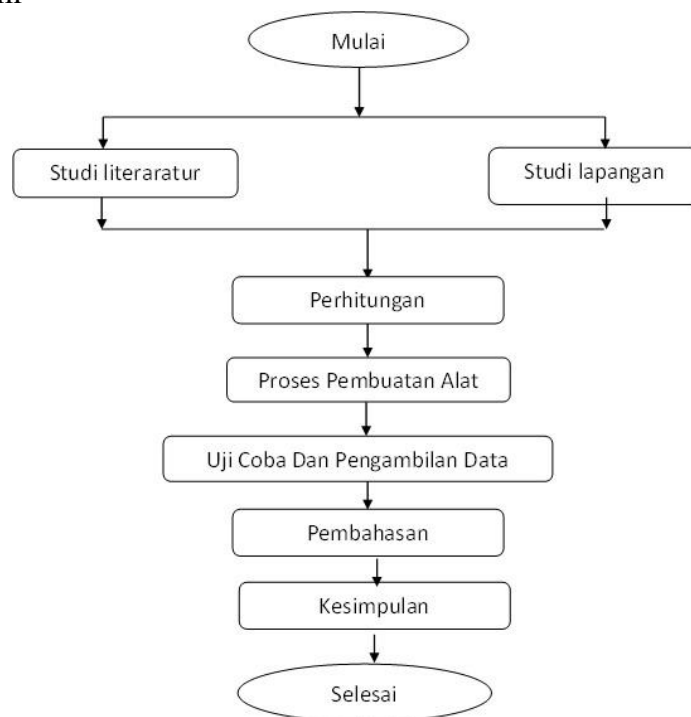 Mulai
Studi literaratur
Studi lapangan
Perhitungan
Proses Pembuatan Alat
Uji Coba Dan Pengambilan Data
Pembahasan
Kesimpulan
Selesai